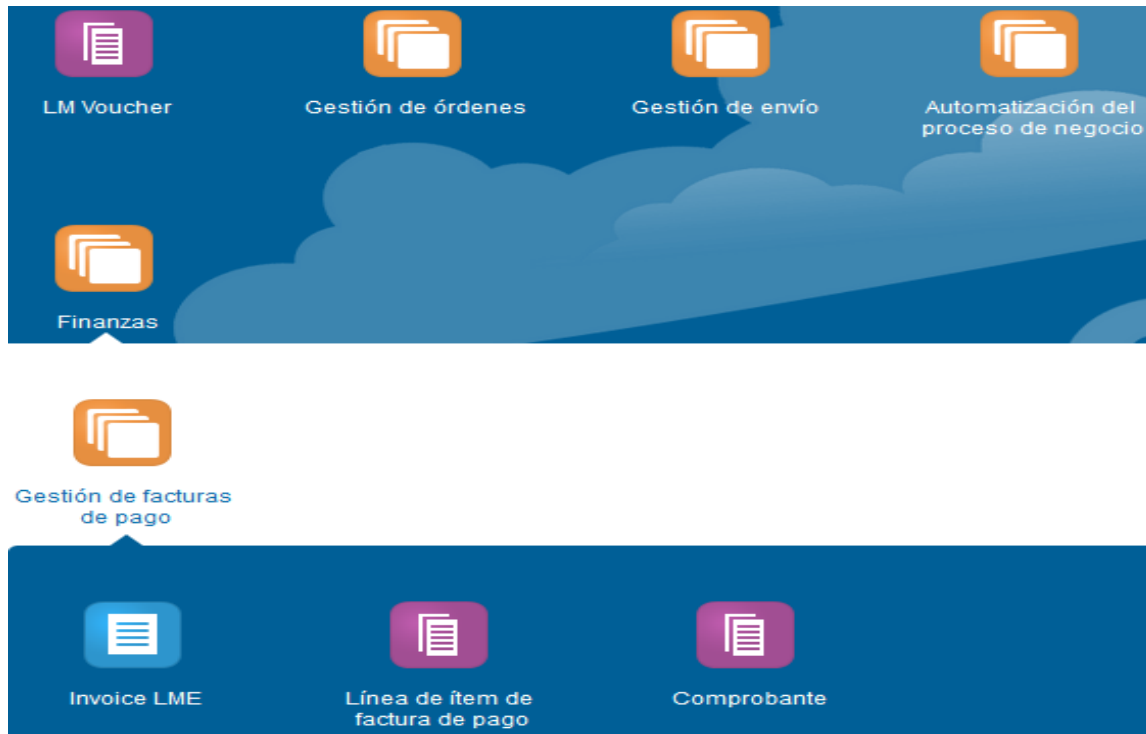 LM Voucher
Gestión de órdenes
Gestión de envío
Automatización del
proceso de negocio
Finanzas
Gestión de facturas
de pago
Invoice LME
Línea de ítem de
factura de pago
Comprobante